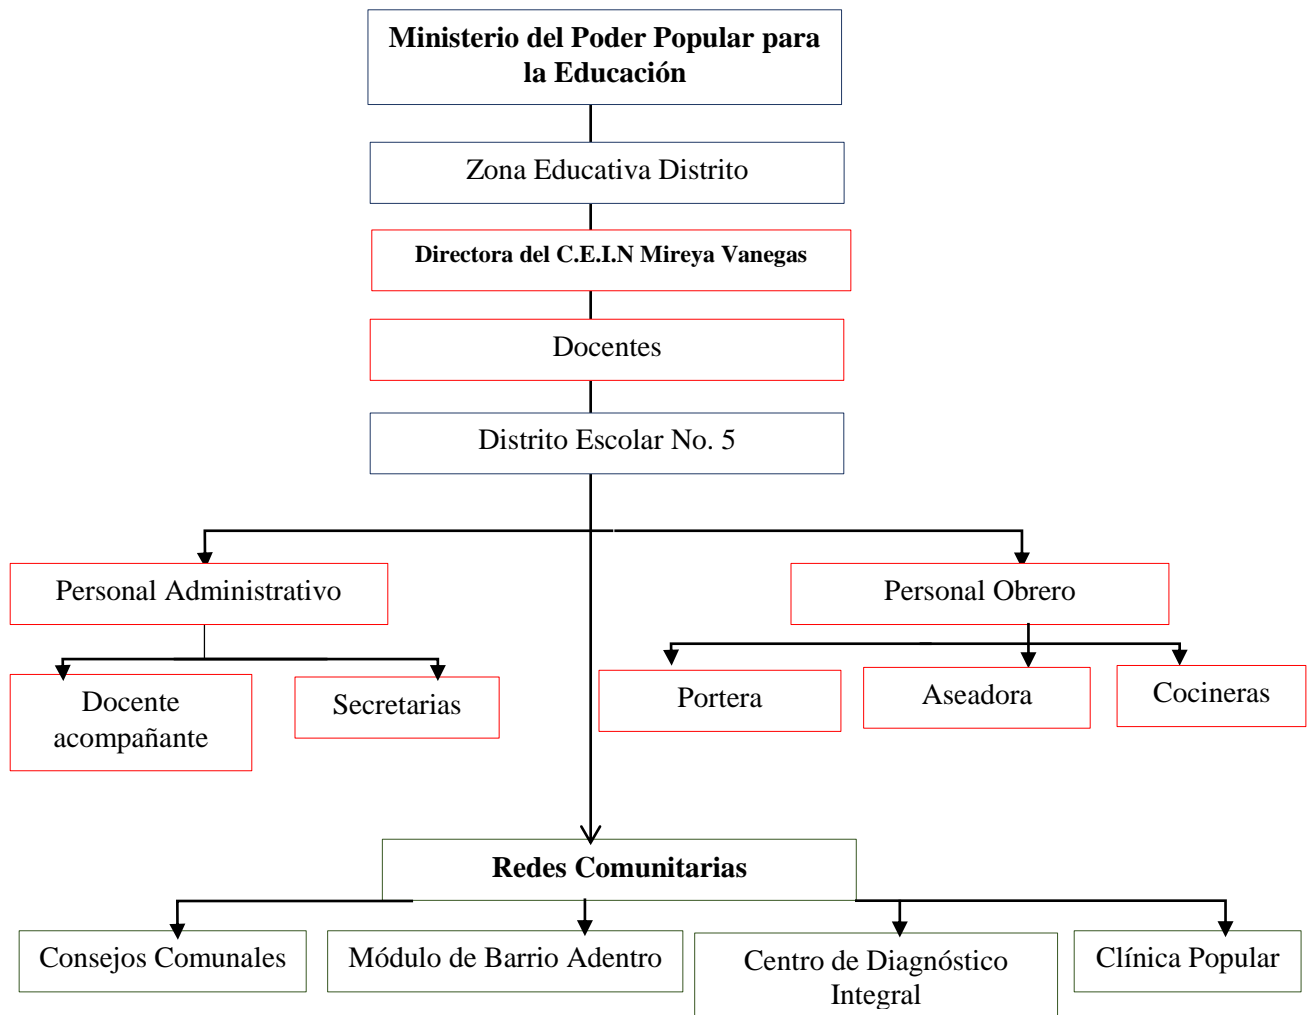 Ministerio del Poder Popular para
la Educación
Zona Educativa Distrito
Directora del C.E.I.N Mireya Vanegas
Docentes
Distrito Escolar No. 5
Personal Administrativo
Personal Obrero
Docente
acompañante
Secretarias
Portera
Aseadora
Cocineras
Redes Comunitarias
Consejos Comunales
Módulo de Barrio Adentro
Centro de Diagnóstico
Integral
Clínica Popular